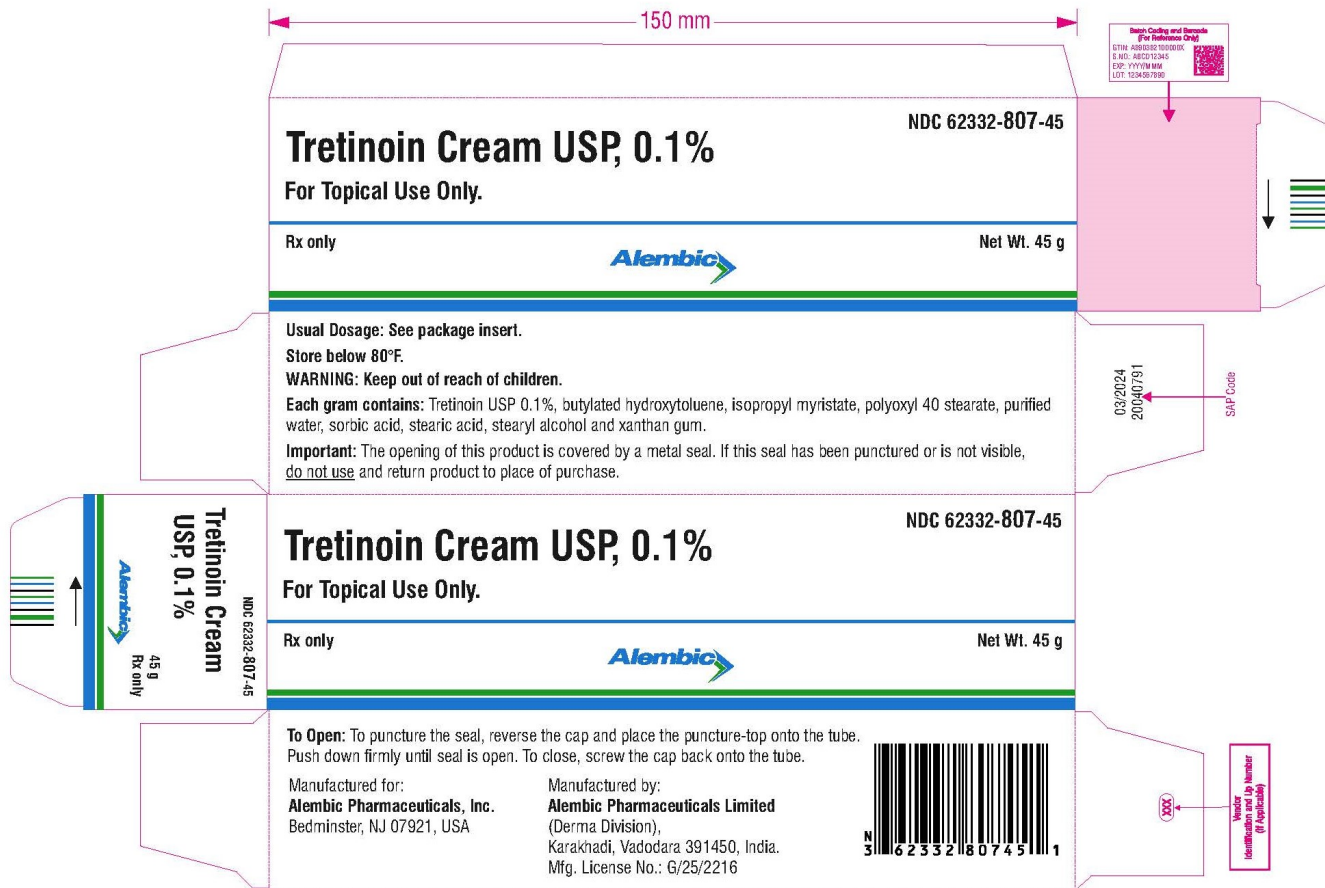 150 mm
Batch Coding and Barcode
(For Reference Only)
GTIN: A890382100000X
S.NO.: ABCD12345
EXP.: YYYY/MMM
LOT: 1234567890
NDC 62332-807-45
Tretinoin Cream USP, 0.1%
For Topical Use Only.
Rx only
Alembic
Net Wt. 45 g
Usual Dosage: See package insert.
Store below 80°F.
WARNING: Keep out of reach of children.
Each gram contains: Tretinoin USP 0.1%, butylated hydroxytoluene, isopropyl myristate, polyoxyl 40 stearate, purified
water, sorbic acid, stearic acid, stearyl alcohol and xanthan gum.
Important: The opening of this product is covered by a metal seal. If this seal has been punctured or is not visible,
do not use and return product to place of purchase.
03/2024
20040791
SAP Code
NDC 62332-807-45
Tretinoin Cream USP, 0.1%
For Topical Use Only.
Rx only
Alembic
Net Wt. 45 g
NDC 62332-807-45
Tretinoin Cream
USP, 0.1%
Alembic
45 g
Rx only
To Open: To puncture the seal, reverse the cap and place the puncture-top onto the tube.
Push down firmly until seal is open. To close, screw the cap back onto the tube.
Manufactured for:
Alembic Pharmaceuticals, Inc.
Bedminster, NJ 07921, USA
Manufactured by:
Alembic Pharmaceuticals Limited
(Derma Division),
Karakhadi, Vadodara 391450, India.
Mfg. License No.: G/25/2216
N
3 62332 80745 1
XXX
Vendor
Identification and Up Number
(If Applicable)